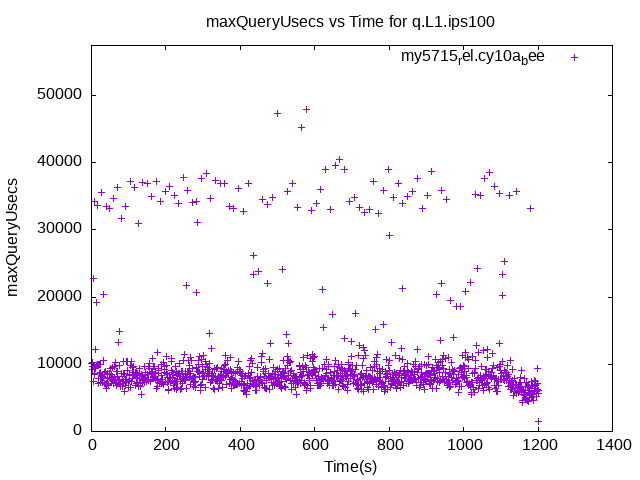 maxQueryUsecs vs Time for q.L1.ips100
my5715rel.cy10abee
maxQueryUsecs
50000
40000
30000
20000
10000
0
0 200 400 600 800 1000 1200 1400
Time(s)